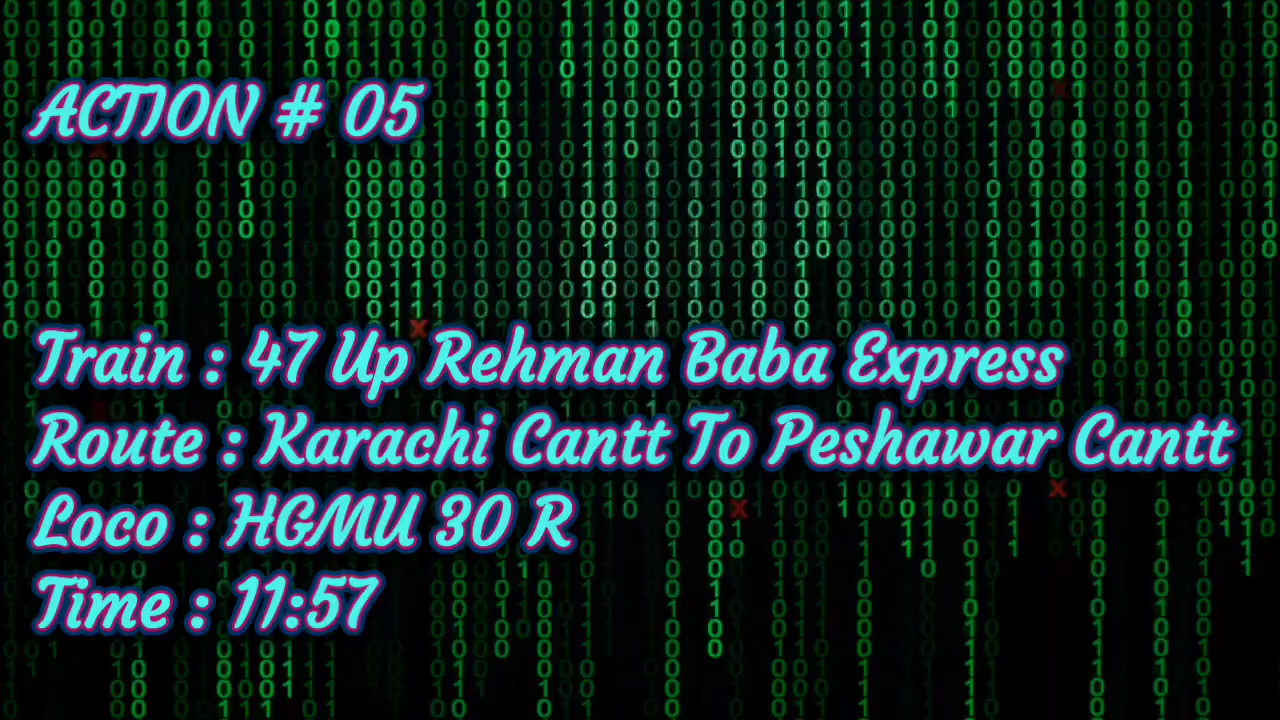 ACTION # 05
Train : 47 Up Rehman Baba Express
Route : Karachi Cantt To Peshawar Cantt
Loco : HGMU 30 R
Time : 11:57